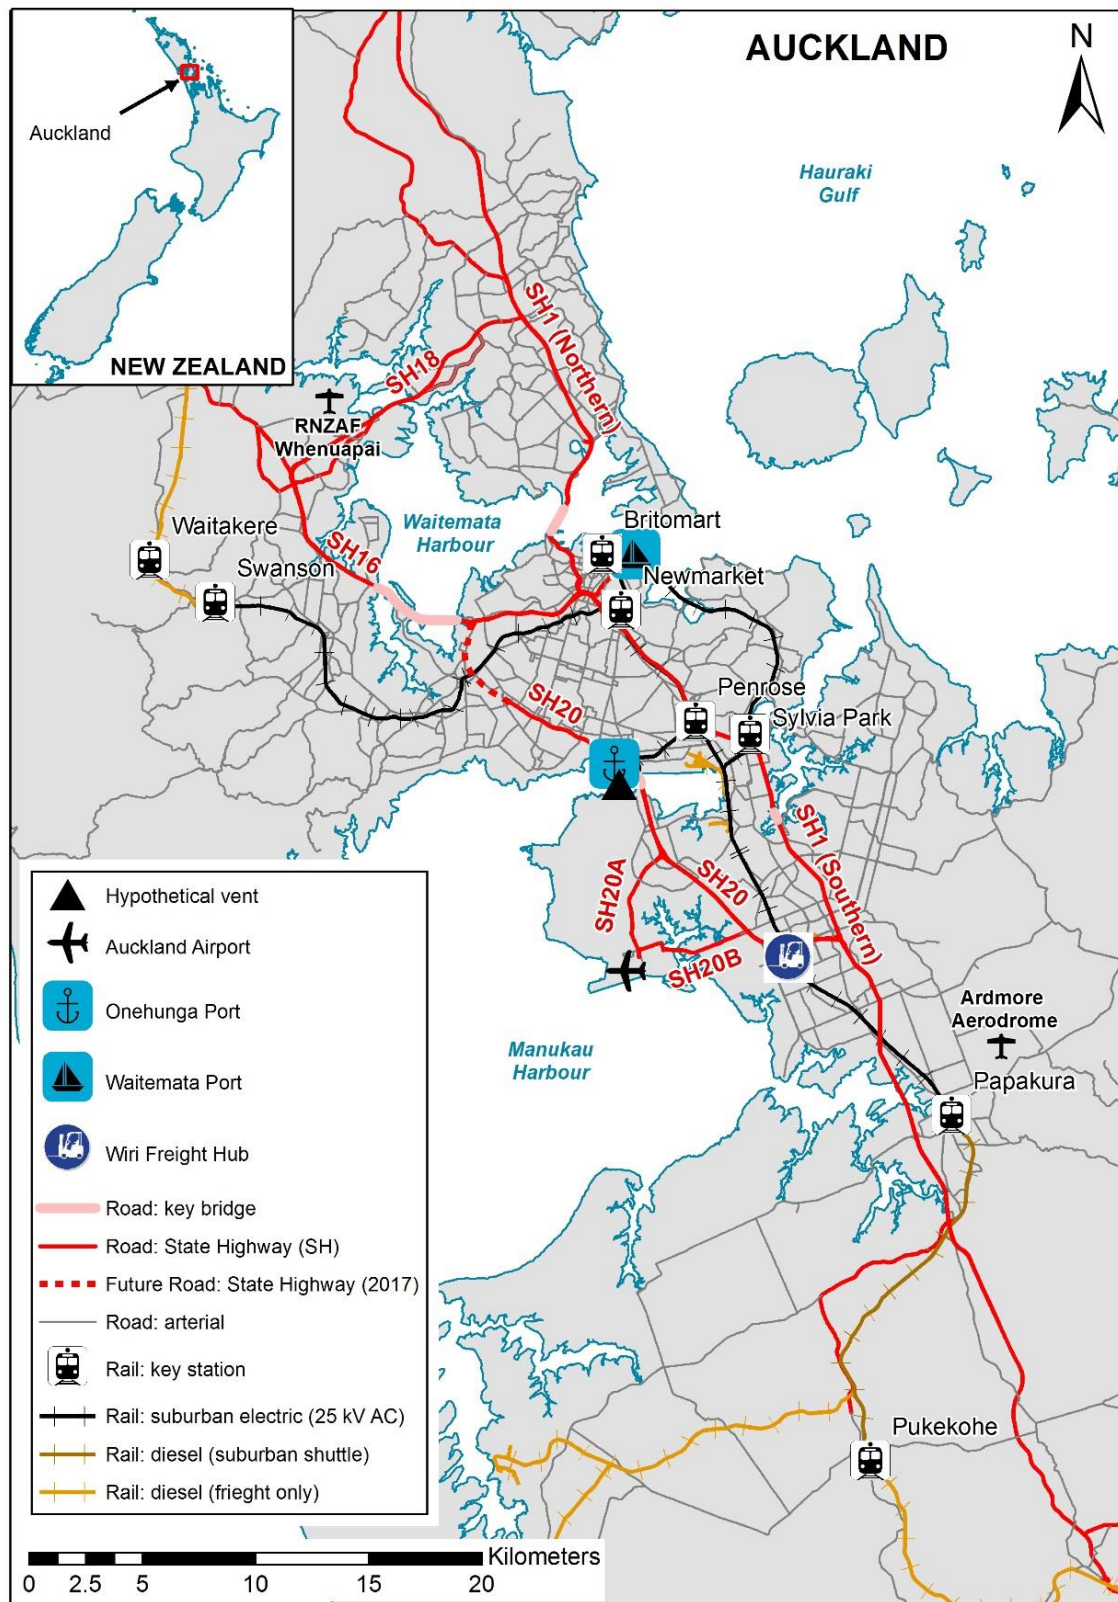 AUCKLAND
N
Auckland
NEW ZEALAND
Hauraki
Gulf
SH1 (Northern)
SH18
RNZAF
Whenuapai
Waitemata
Harbour
Britomart
Waitakere
Swanson
SH16
Newmarket
Penrose
Sylvia Park
SH20
SH1 (Southern)
SH20A
SH20
SH20B
Ardmore
Aerodrome
Manukau
Harbour
Papakura
Pukekohe
Hypothetical vent
Auckland Airport
Onehunga Port
Waitemata Port
Wiri Freight Hub
Road: key bridge
Road: State Highway (SH)
Future Road: State Highway (2017)
Road: arterial
Rail: key station
Rail: suburban electric (25 kV AC)
Rail: diesel (suburban shuttle)
Rail: diesel (frieght only)
Kilometers
0 2.5 5 10 15 20